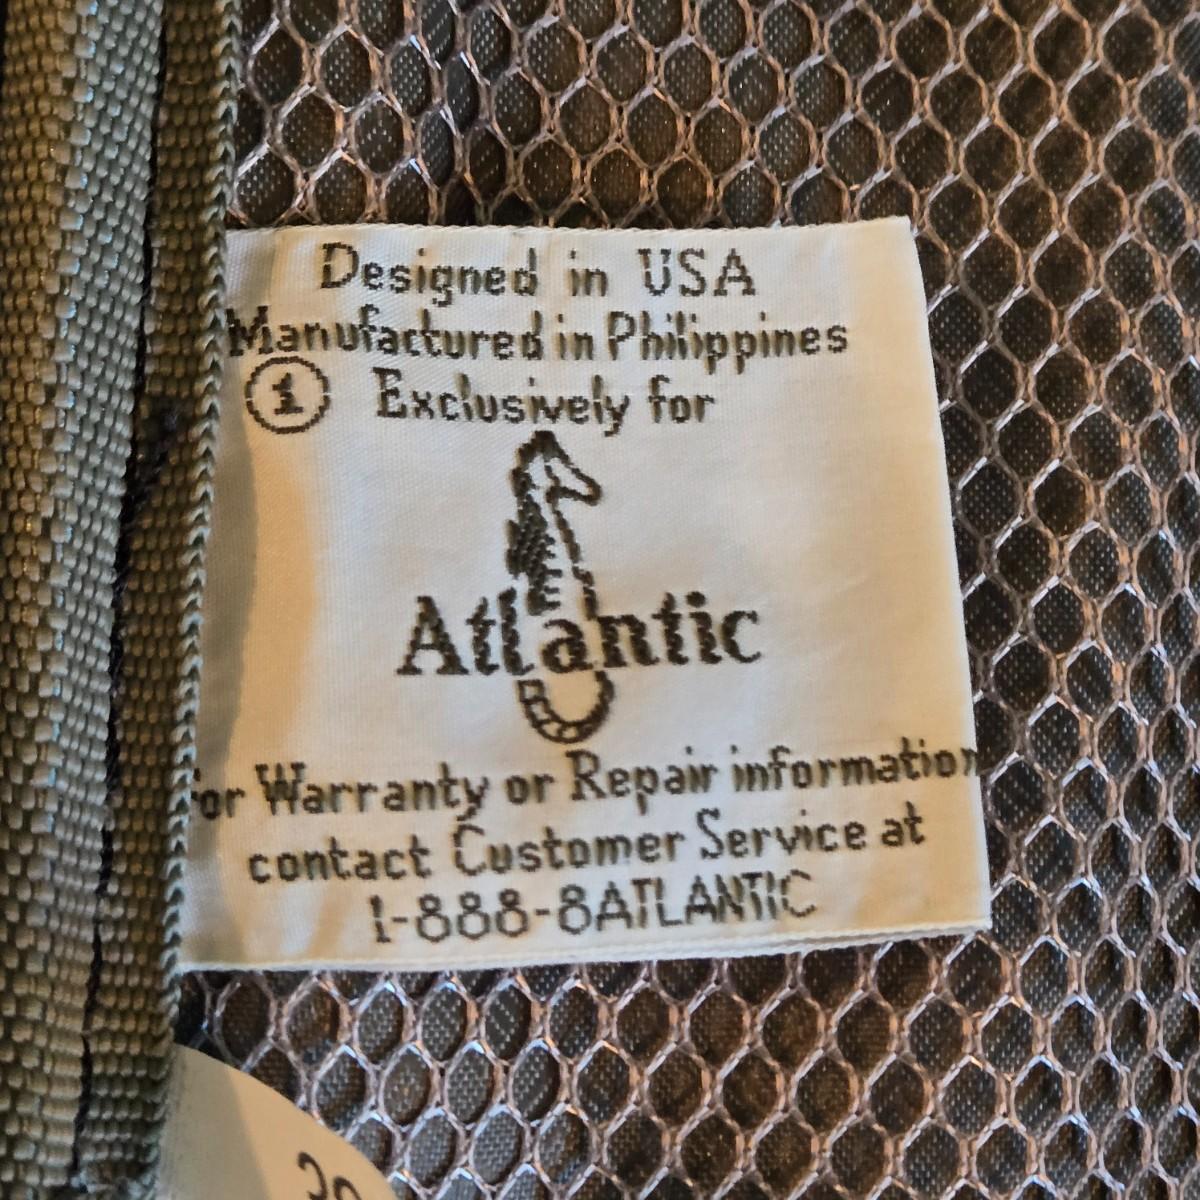 Designed in USA
Manufactured in Philippines
1 Exclusively for
Atlantic
for Warranty or Repair information
contact Customer Service at
1-888-8ATLANTIC